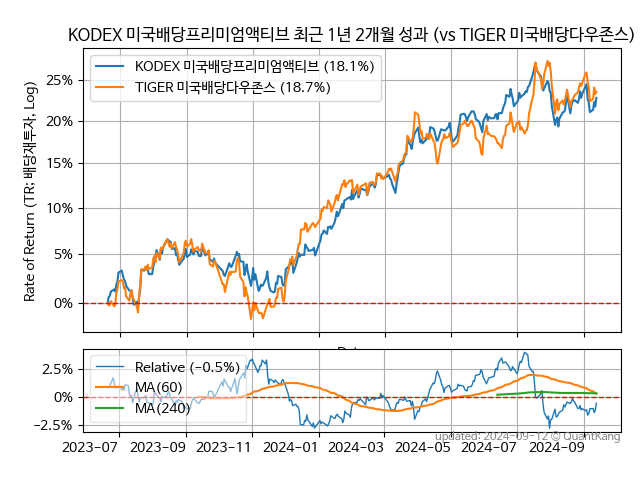 KODEX 미국배당프리미엄액티브 최근 1년 2개월 성과 (vs TIGER 미국배당다우존스)
KODEX 미국배당프리미엄액티브 (18.1%)
TIGER 미국배당다우존스 (18.7%)
Rate of Return (TR: 배당재투자, Log)
25%
20%
15%
10%
5%
0%
Relative (−0.5%)
MA(60)
MA(240)
2.5%
0.0%
−2.5%
2023-07
2023-09
2023-11
2024-01
2024-03
2024-05
2024-07
2024-09
updated: 2024-09-12 © QuantKang